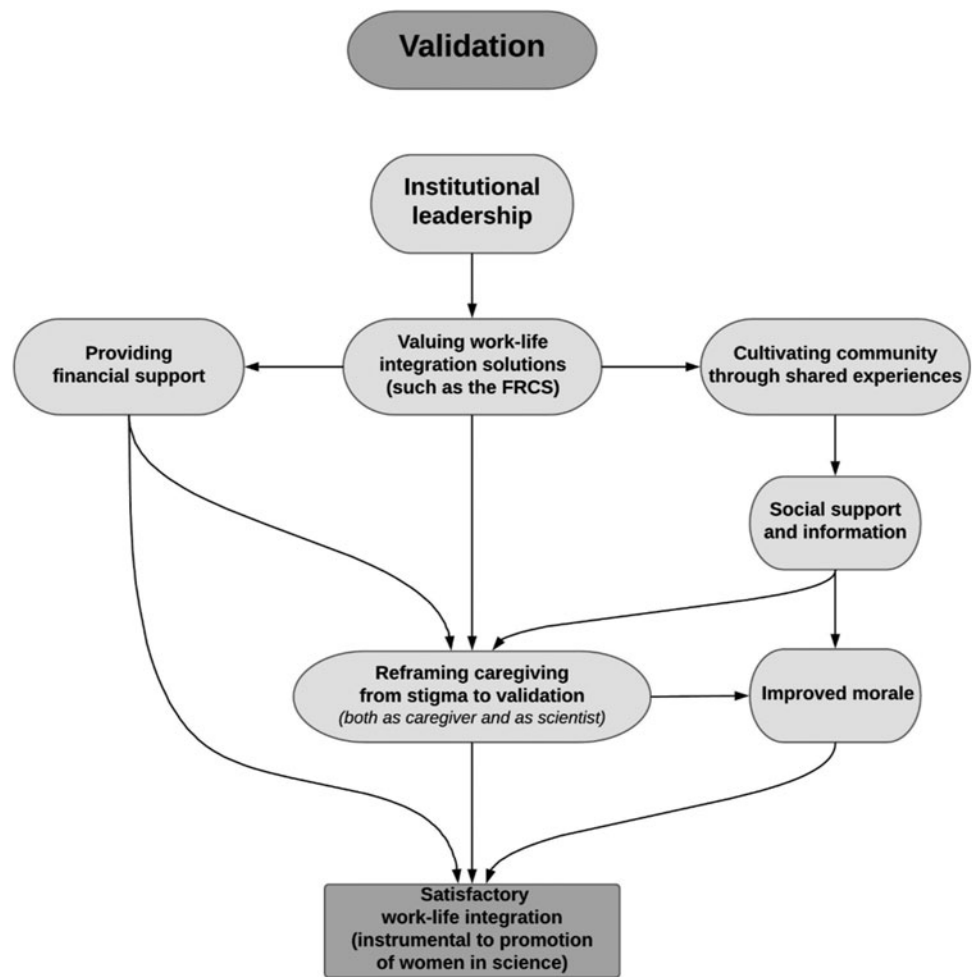 Validation
Institutional
leadership
Providing
financial support
Valuing work-life
integration solutions
(such as the FRCS)
Cultivating community
through shared experiences
Social support
and information
Reframing caregiving
from stigma to validation
(both as caregiver and as scientist)
Improved morale
Satisfactory
work-life integration
(instrumental to promotion
of women in science)